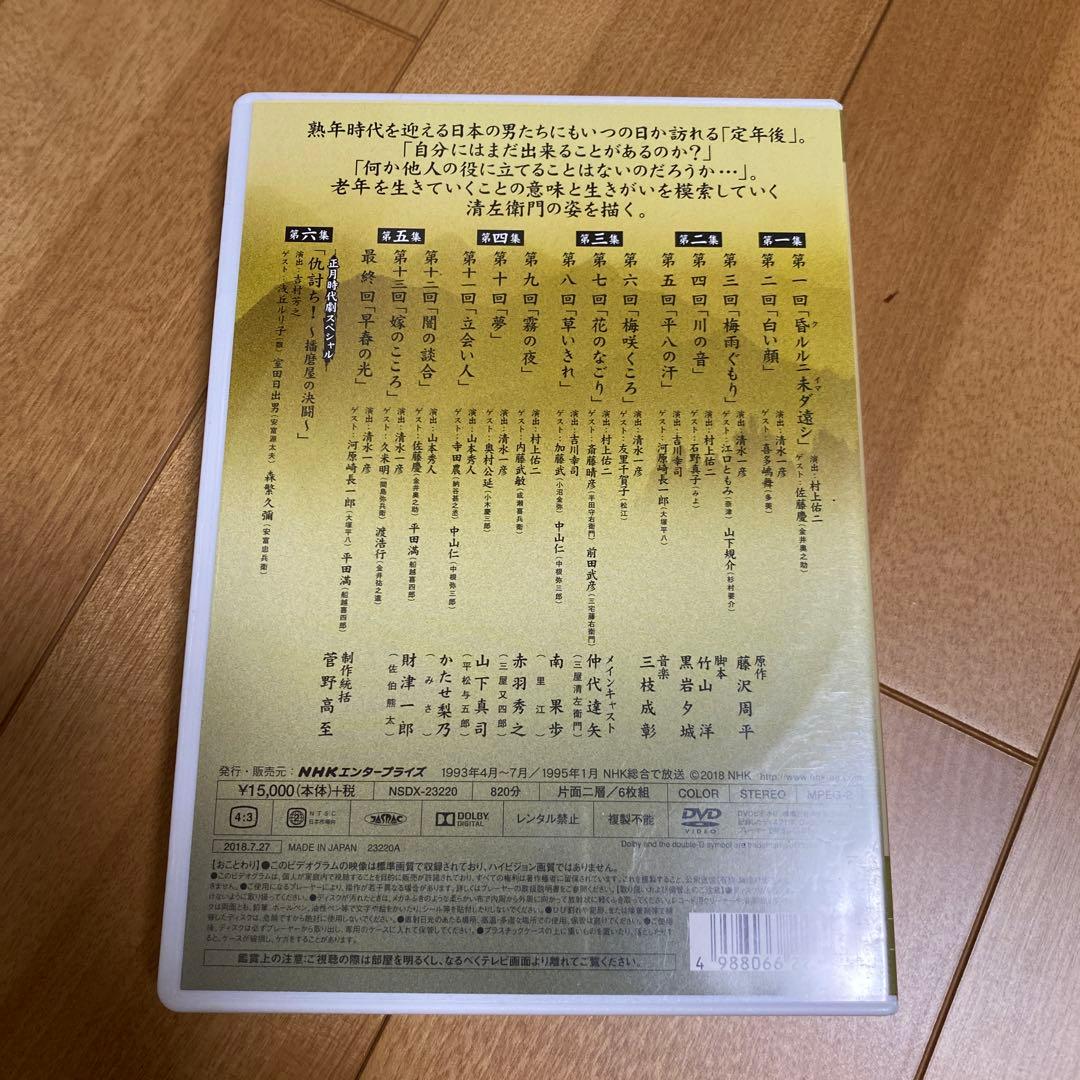 熟年時代を迎える日本の男たちにもいつの日か訪れる「定年後」。
「自分にはまだ出来ることがあるのか?」
「何か他人の役に立てることはないのだろうか…」。
老年を生きていくことの意味と生きがいを模索していく
清左衛門の姿を描く。
第一集
第一回「昏ルルニ未ダ遠シ」
ク
イマ
演出：村上佑二
ゲスト：佐藤慶(金井奥之助)
第二回「白い顔」
演出：清水一彦
ゲスト：喜多嶋舞(多美)
第二集
第三回「梅雨ぐもり」
演出：清水一彦
ゲスト：江口ともみ(奈津) 山下規介(杉村要介)
第四回「川の音」
演出：村上佑二
ゲスト：石野真子(みよ)
第五回「平八の汗」
演出：吉川幸司
ゲスト：河原崎長一郎(大塚平八)
第三集
第六回「梅咲くころ」
演出：清水一彦
ゲスト：友里千賀子(松江)
第七回「花のなごり」
演出：村上佑二
ゲスト：斎藤晴彦(半田守右衛門) 前田武彦(三宅藤右衛門)
第八回「草いきれ」
演出：吉川幸司
ゲスト：加藤武(小沼金弥) 中山仁(中根弥三郎)
第四集
第九回「霧の夜」
演出：村上佑二
ゲスト：内藤武敏(成瀬喜兵衛)
第十回「夢」
演出：清水一彦
ゲスト：奥村公延(小木慶三郎)
第十一回「立会い人」
演出：山本秀人
ゲスト：寺田農(納谷甚之丞) 中山仁(中根弥三郎)
第五集
第十二回「闇の談合」
演出：山本秀人
ゲスト：佐藤慶(金井奥之助) 平田満(船越喜四郎)
第十三回「嫁のこころ」
演出：清水一彦
ゲスト：久米明(間島弥兵衛) 渡浩行(金井祐之進)
最終回「早春の光」
演出：清水一彦
ゲスト：河原崎長一郎(大塚平八) 平田満(船越喜四郎)
第六集
正月時代劇スペシャル
「仇討ち！～播磨屋の決闘～」
演出：吉村芳之
ゲスト：浅丘ルリ子 室田日出男(安富源太夫) 森繁久彌(安富忠兵衛)
原作
藤沢周平
脚本
竹山洋
黒岩夕城
音楽
三枝成彰
メインキャスト
仲代達矢
(三屋清左衛門)
南果歩
(里江)
赤羽秀之
(三屋又四郎)
山下真司
(平松与五郎)
かたせ梨乃
(みさ)
財津一郎
(佐伯熊太)
制作統括
菅野高至
発行・販売元：NHKエンタープライズ 1993年4月～7月／1995年1月 NHK総合で放送 ©2018 NHK
¥15,000(本体)+税 NSDX-23220 820分 片面二層／6枚組 COLOR STEREO MPEG-2
4:3 2 NTSC 日本市場向 JASRAC DOLBY DIGITAL レンタル禁止 複製不能 DVD VIDEO
2018.7.27 MADE IN JAPAN 23220A
【おことわり】●このビデオグラムの映像は標準画質で収録されており、ハイビジョン画質ではありません。
鑑賞上の注意：ご視聴の際は部屋を明るくし、なるべくテレビ画面より離れてご覧ください。
4 988066